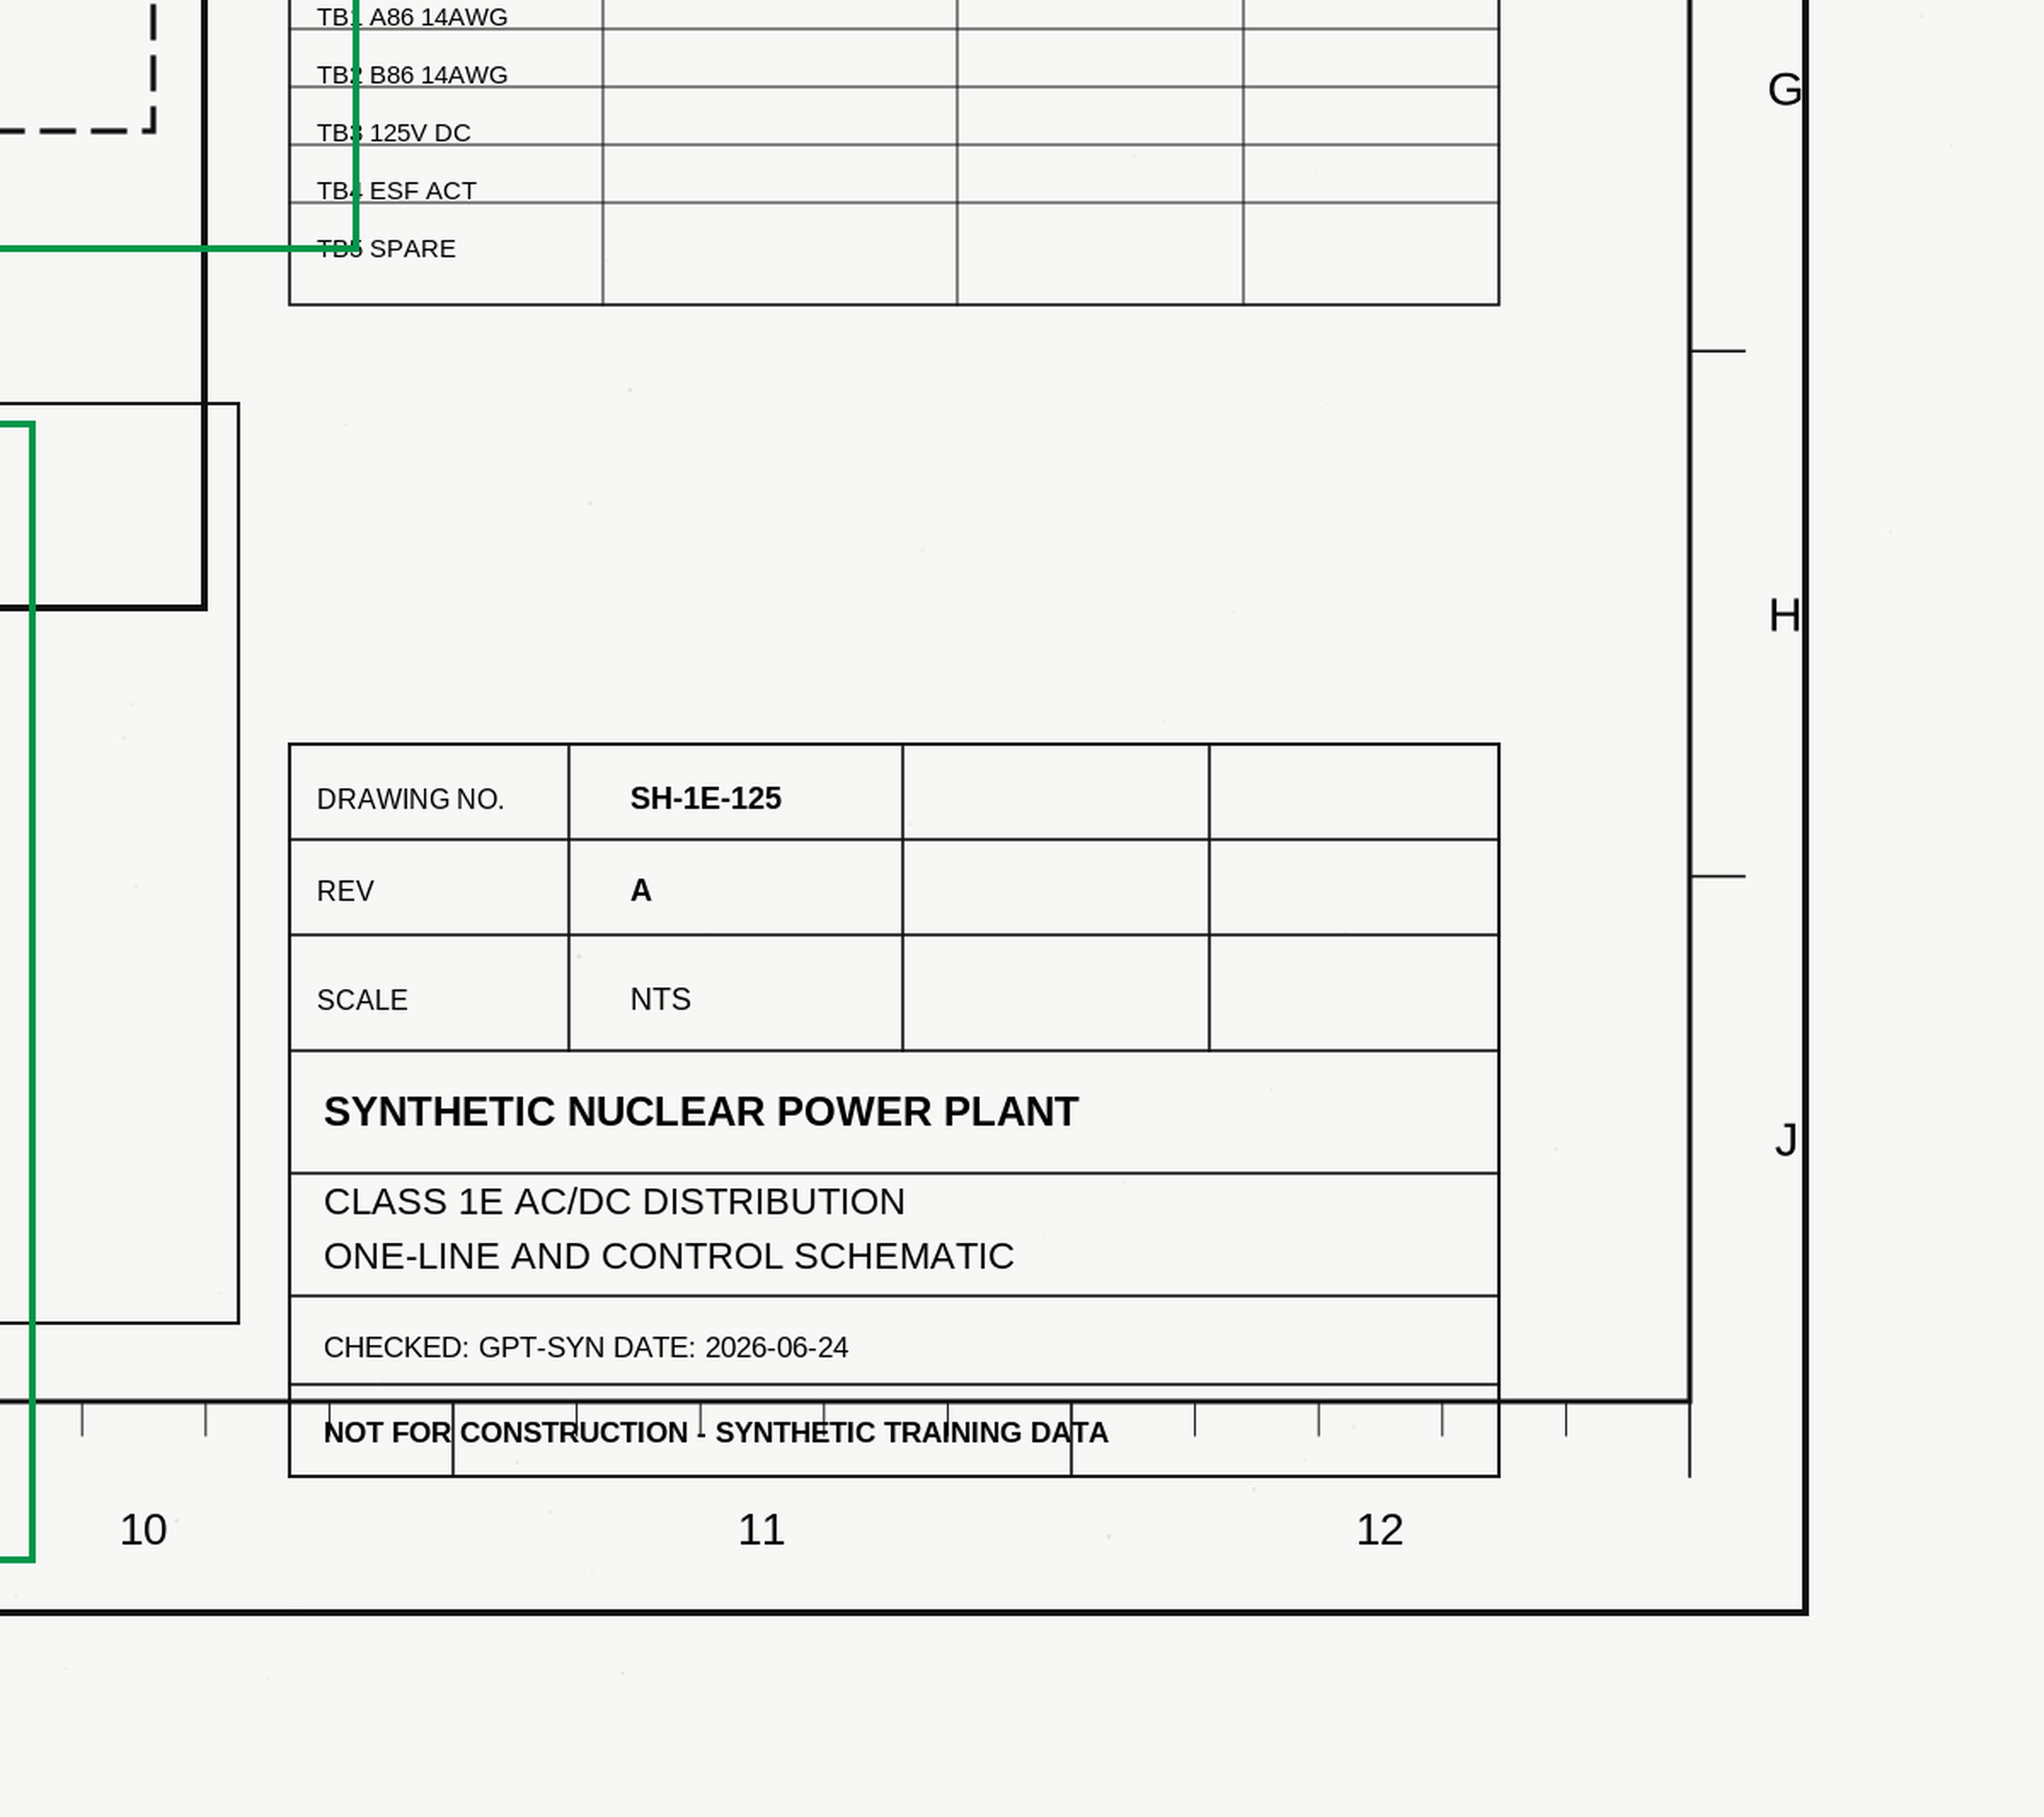 TB1 A86 14AWG
TB2 B86 14AWG
TB3 125V DC
TB4 ESF ACT
TB5 SPARE
G
H
DRAWING NO. SH-1E-125
REV A
SCALE NTS
SYNTHETIC NUCLEAR POWER PLANT
J
CLASS 1E AC/DC DISTRIBUTION
ONE-LINE AND CONTROL SCHEMATIC
CHECKED: GPT-SYN DATE: 2026-06-24
NOT FOR CONSTRUCTION - SYNTHETIC TRAINING DATA
10 11 12